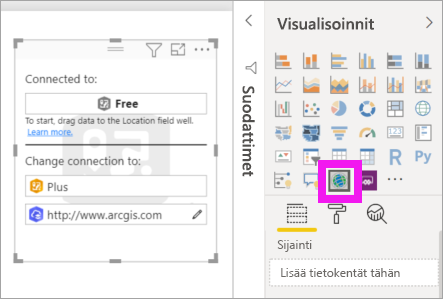 Connected to:
Free
To start, drag data to the Location field well.
Learn more.
Change connection to:
Plus
http://www.arcgis.com
Suodattimet
Visualisoinnit
R
Py
Sijainti
Lisää tietokentät tähän